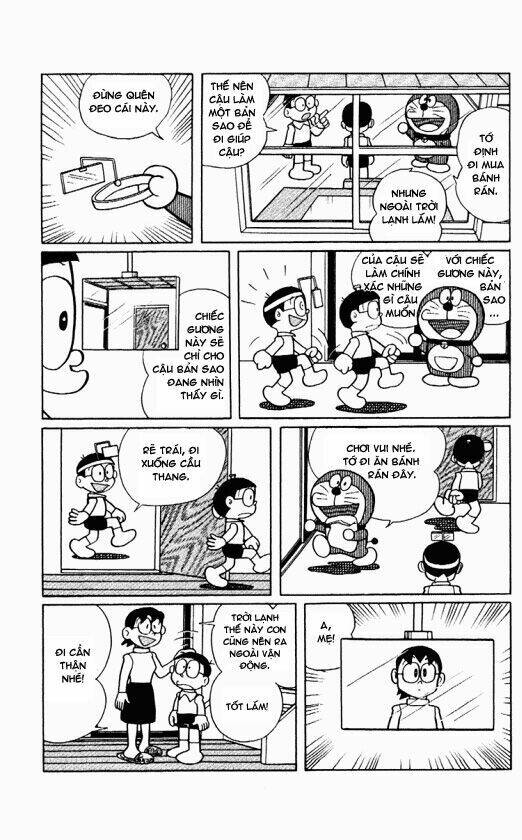 ĐỪNG QUÊN
ĐEO CÁI NÀY.
THẾ NÊN
CẬU LÀM
MỘT BẢN
SAO ĐỂ
ĐI GIÚP
CẬU?
TỚ
ĐỊNH
ĐI MUA
BÁNH
RÁN.
NHƯNG
NGOÀI TRỜI
LẠNH LẮM!
CHIẾC
GƯƠNG
NÀY SẼ
CHỈ CHO
CẬU BẢN SAO
ĐANG NHÌN
THẤY GÌ.
VỚI CHIẾC
GƯƠNG NÀY,
BẢN
SAO
...
CỦA CẬU SẼ
LÀM CHÍNH
XÁC NHỮNG
GÌ CẬU
MUỐN
RẼ TRÁI, ĐI
XUỐNG CẦU
THANG.
CHƠI VUI NHÉ.
TỚ ĐI ĂN BÁNH
RÁN ĐÂY.
ĐI CẨN
THẬN
NHÉ!
TRỜI LẠNH
THẾ NÀY CON
CŨNG NÊN RA
NGOÀI VẬN
ĐỘNG.
TỐT LẮM!
A,
MẸ!